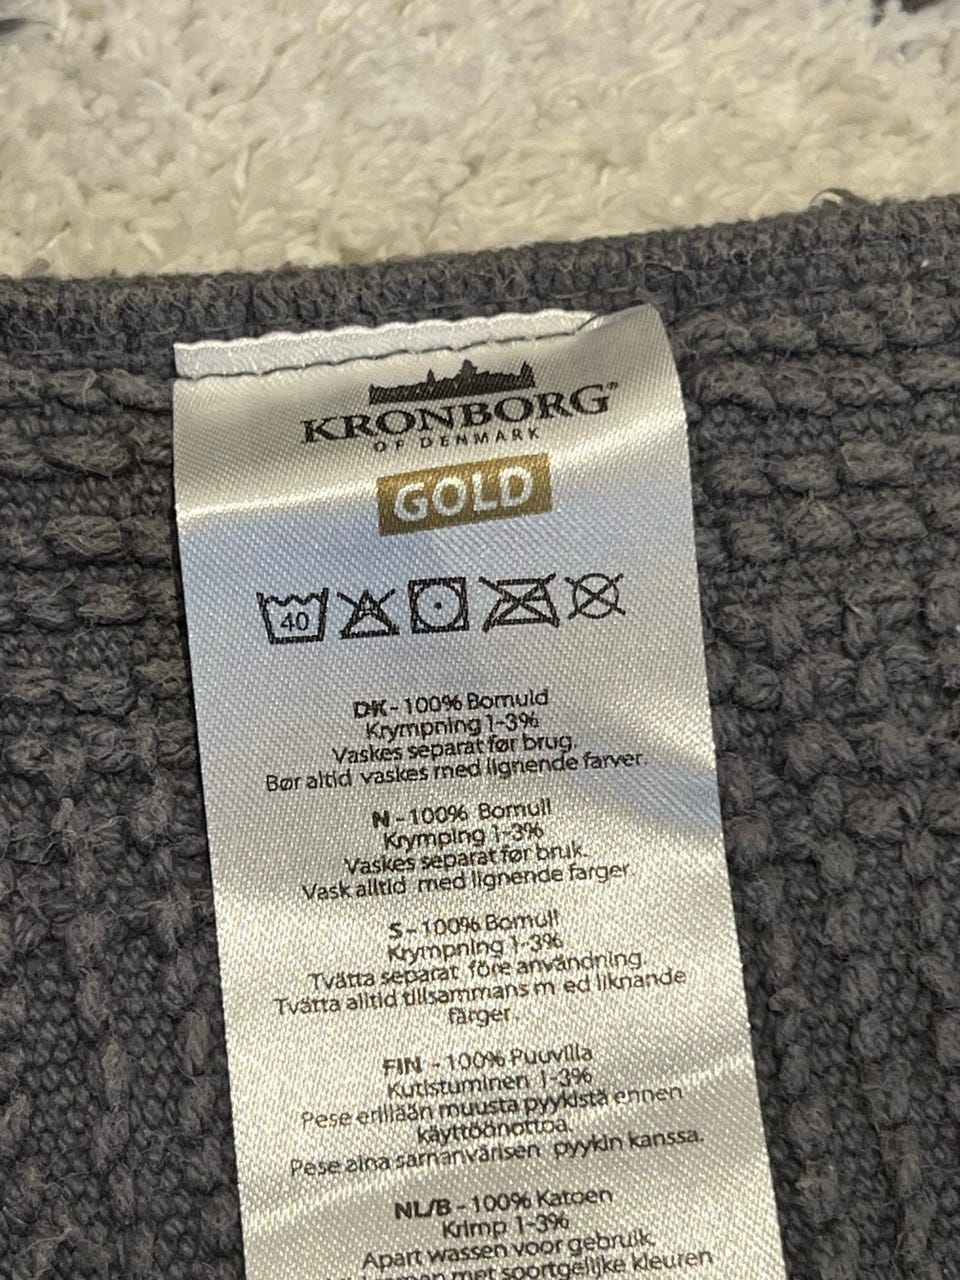 KRONBORG®
OF DENMARK
GOLD
40
DK - 100% Bomuld
Krympning 1-3%
Vaskes separat før brug.
Bør altid vaskes med lignende farver.
N - 100% Bomull
Krymping 1-3%
Vaskes separat før bruk.
Vask alltid med lignende farger.
S - 100% Bomull
Krympning 1-3%
Tvätta separat före användning.
Tvätta alltid tillsammans m ed liknande
färger.
FIN - 100% Puuvilla
Kutistuminen 1-3%
Pese erillään muusta pyykistä ennen
käyttöönottoa.
Pese aina samanvärisen pyykin kanssa.
NL/B - 100% Katoen
Krimp 1-3%
Apart wassen voor gebruik.
met soortgelijke kleuren